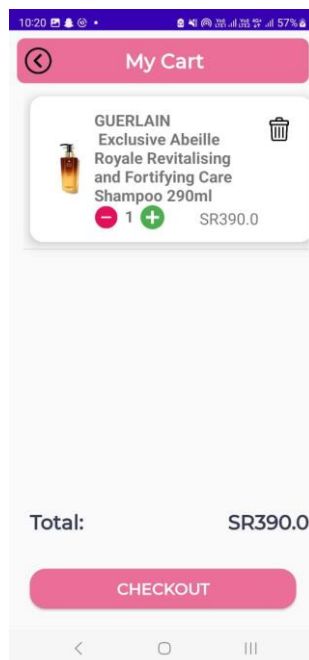 10:20
57%
My Cart
GUERLAIN
Exclusive Abeille
Royale Revitalising
and Fortifying Care
Shampoo 290ml
1
SR390.0
Total:
SR390.0
CHECKOUT